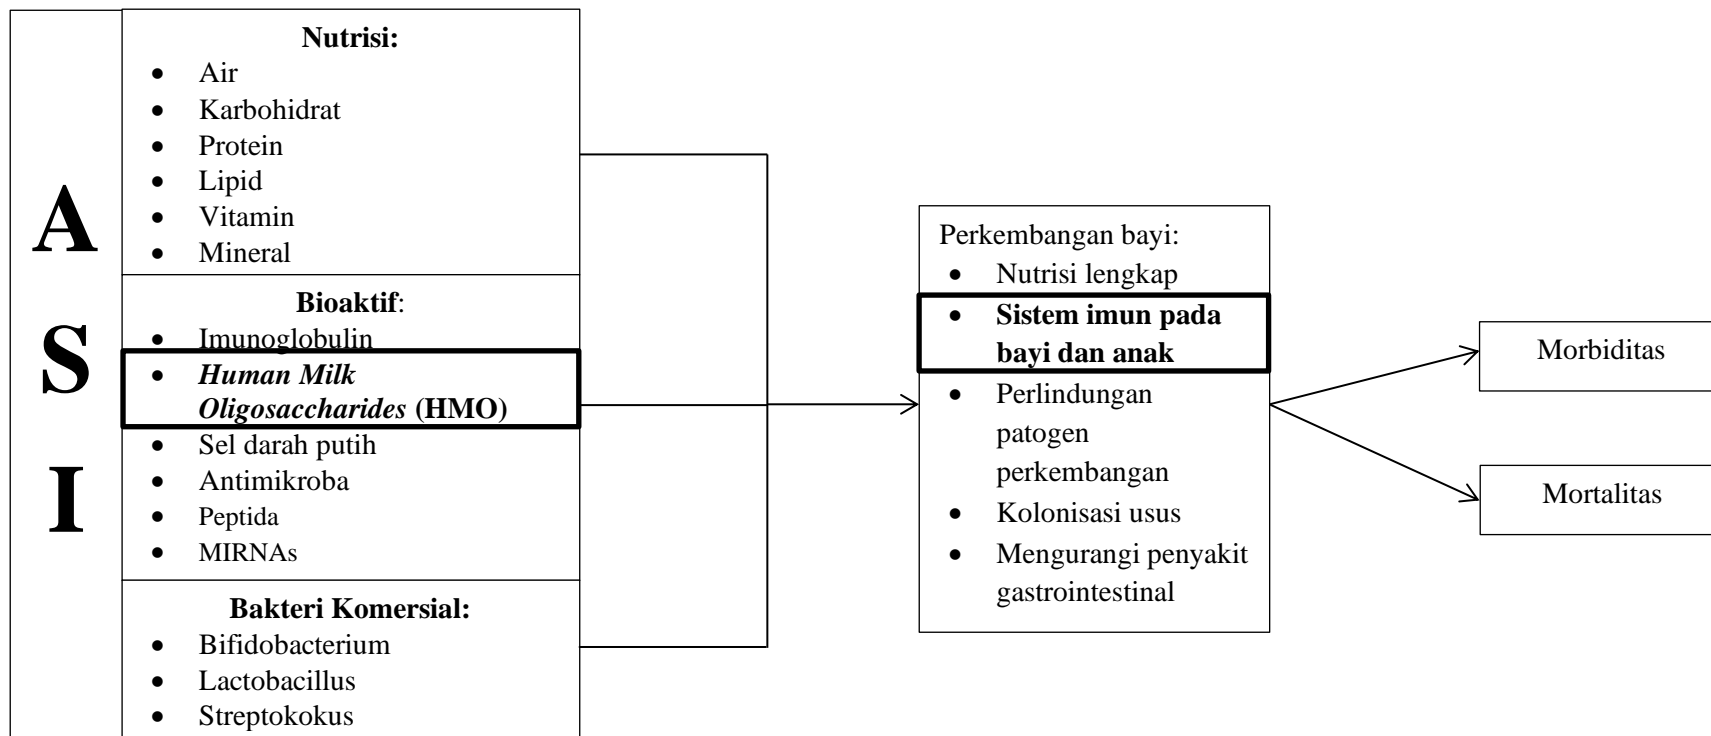 A
S
I
Nutrisi:
• Air
• Karbohidrat
• Protein
• Lipid
• Vitamin
• Mineral
Bioaktif:
• Imunoglobulin
• Human Milk
Oligosaccharides (HMO)
• Sel darah putih
• Antimikroba
• Peptida
• MIRNAs
Bakteri Komersial:
• Bifidobacterium
• Lactobacillus
• Streptokokus
Perkembangan bayi:
• Nutrisi lengkap
• Sistem imun pada
bayi dan anak
• Perlindungan
patogen
perkembangan
• Kolonisasi usus
• Mengurangi penyakit
gastrointestinal
Morbiditas
Mortalitas